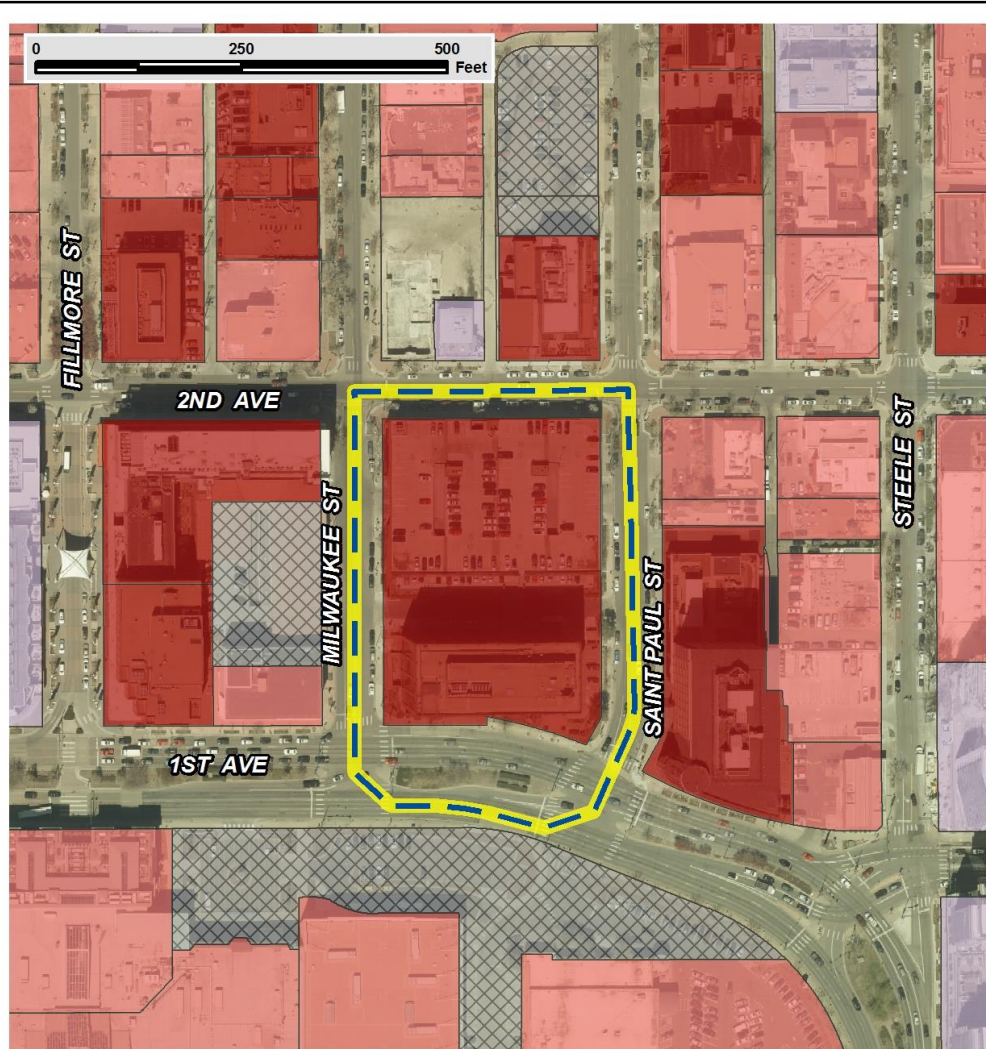 0 250 500
Feet
FILLMORE ST
2ND AVE
STEELE ST
MILWAUKEE ST
SAINT PAUL ST
1ST AVE